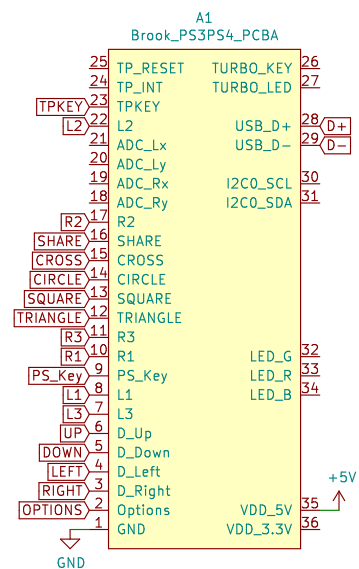 A1
Brook_PS3PS4_PCBA
25 TP_RESET TURBO_KEY 26
24 TP_INT TURBO_LED 27
TPKEY 23 TPKEY
L2 22 L2 USB_D+ 28 D+
21 ADC_Lx USB_D- 29 D-
20 ADC_Ly
19 ADC_Rx I2C0_SCL 30
18 ADC_Ry I2C0_SDA 31
R2 17 R2
SHARE 16 SHARE
CROSS 15 CROSS
CIRCLE 14 CIRCLE
SQUARE 13 SQUARE
TRIANGLE 12 TRIANGLE
R3 11 R3
R1 10 R1 LED_G 32
PS_Key 9 PS_Key LED_R 33
L1 8 L1 LED_B 34
L3 7 L3
UP 6 D_Up
DOWN 5 D_Down
LEFT 4 D_Left
RIGHT 3 D_Right +5V
OPTIONS 2 Options VDD_5V 35
1 GND VDD_3.3V 36
GND